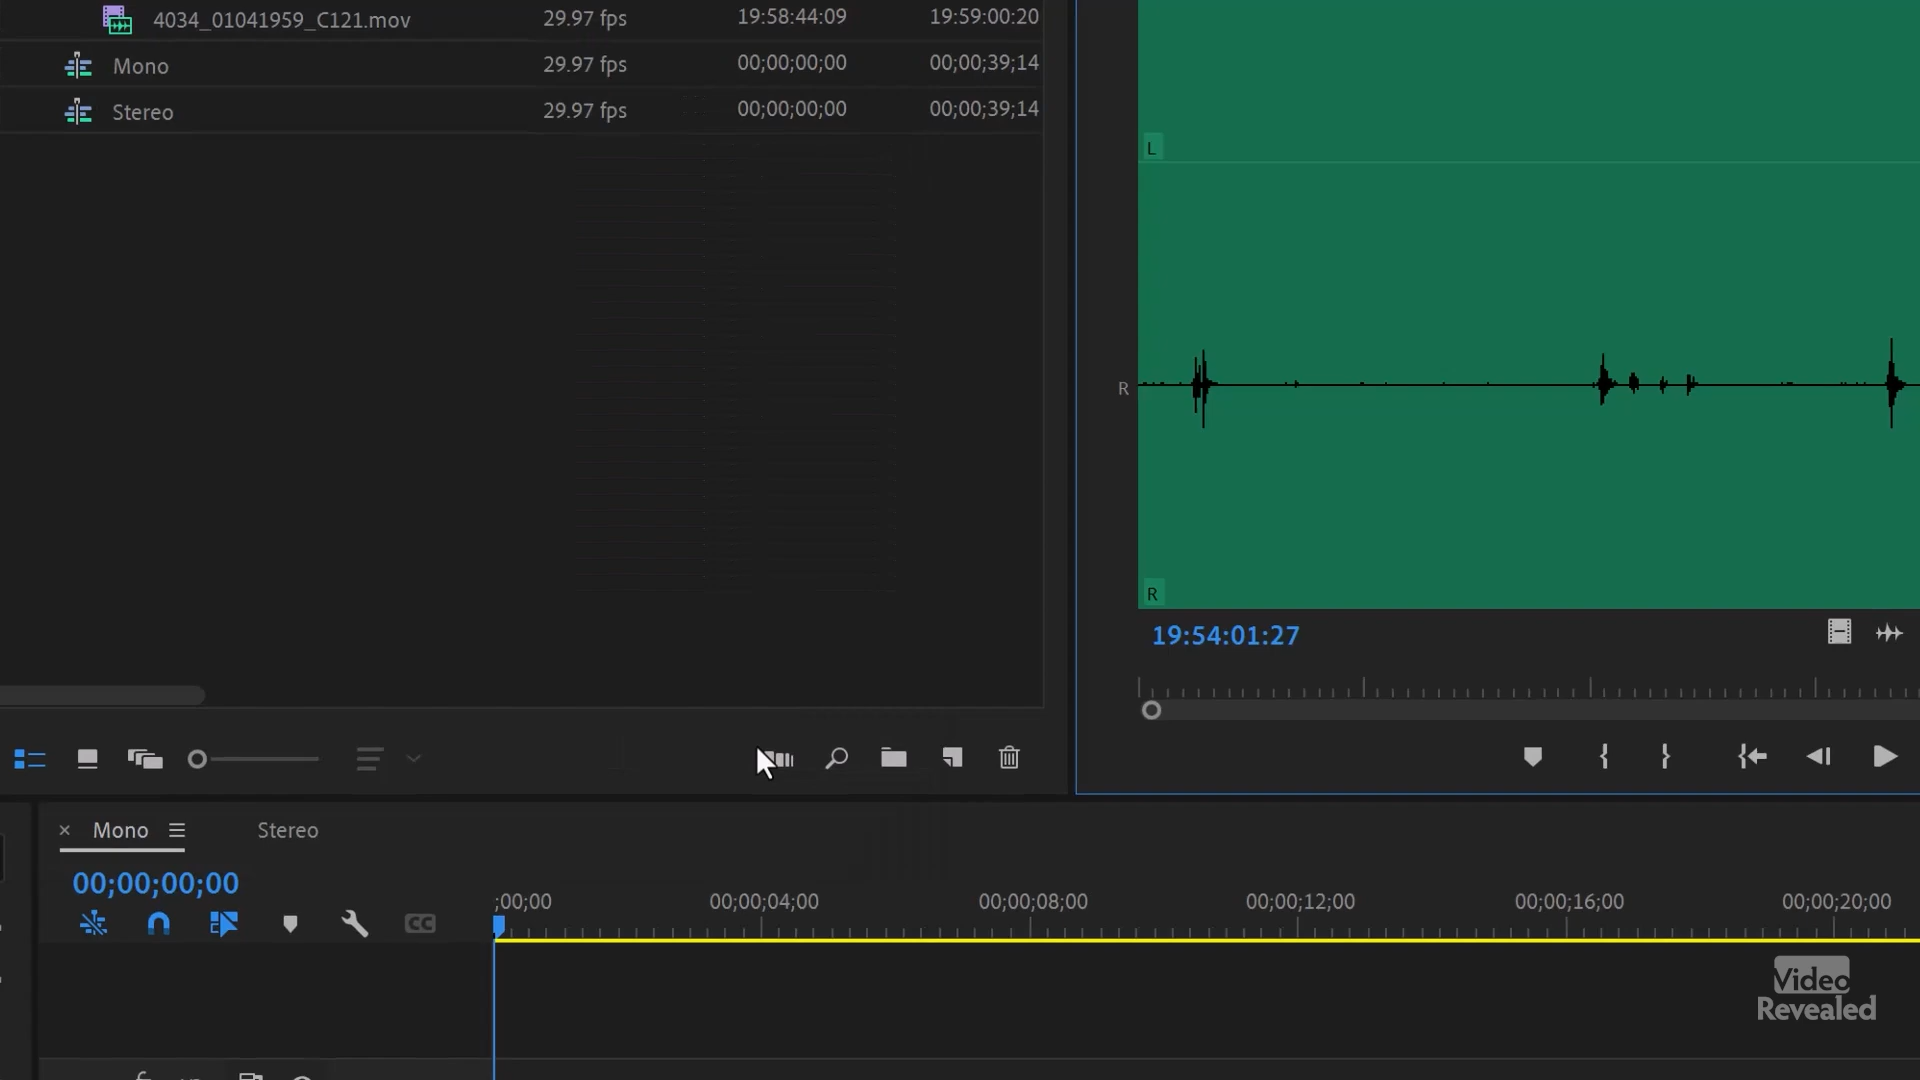 4034_01041959_C121.mov 29.97 fps 19:58:44:09 19:59:00:20
Mono 29.97 fps 00;00;00;00 00;00;39;14
Stereo 29.97 fps 00;00;00;00 00;00;39;14
L
R
R
19:54:01:27
Mono Stereo
00;00;00;00
;00;00 00;00;04;00 00;00;08;00 00;00;12;00 00;00;16;00 00;00;20;00
CC
Video
Revealed